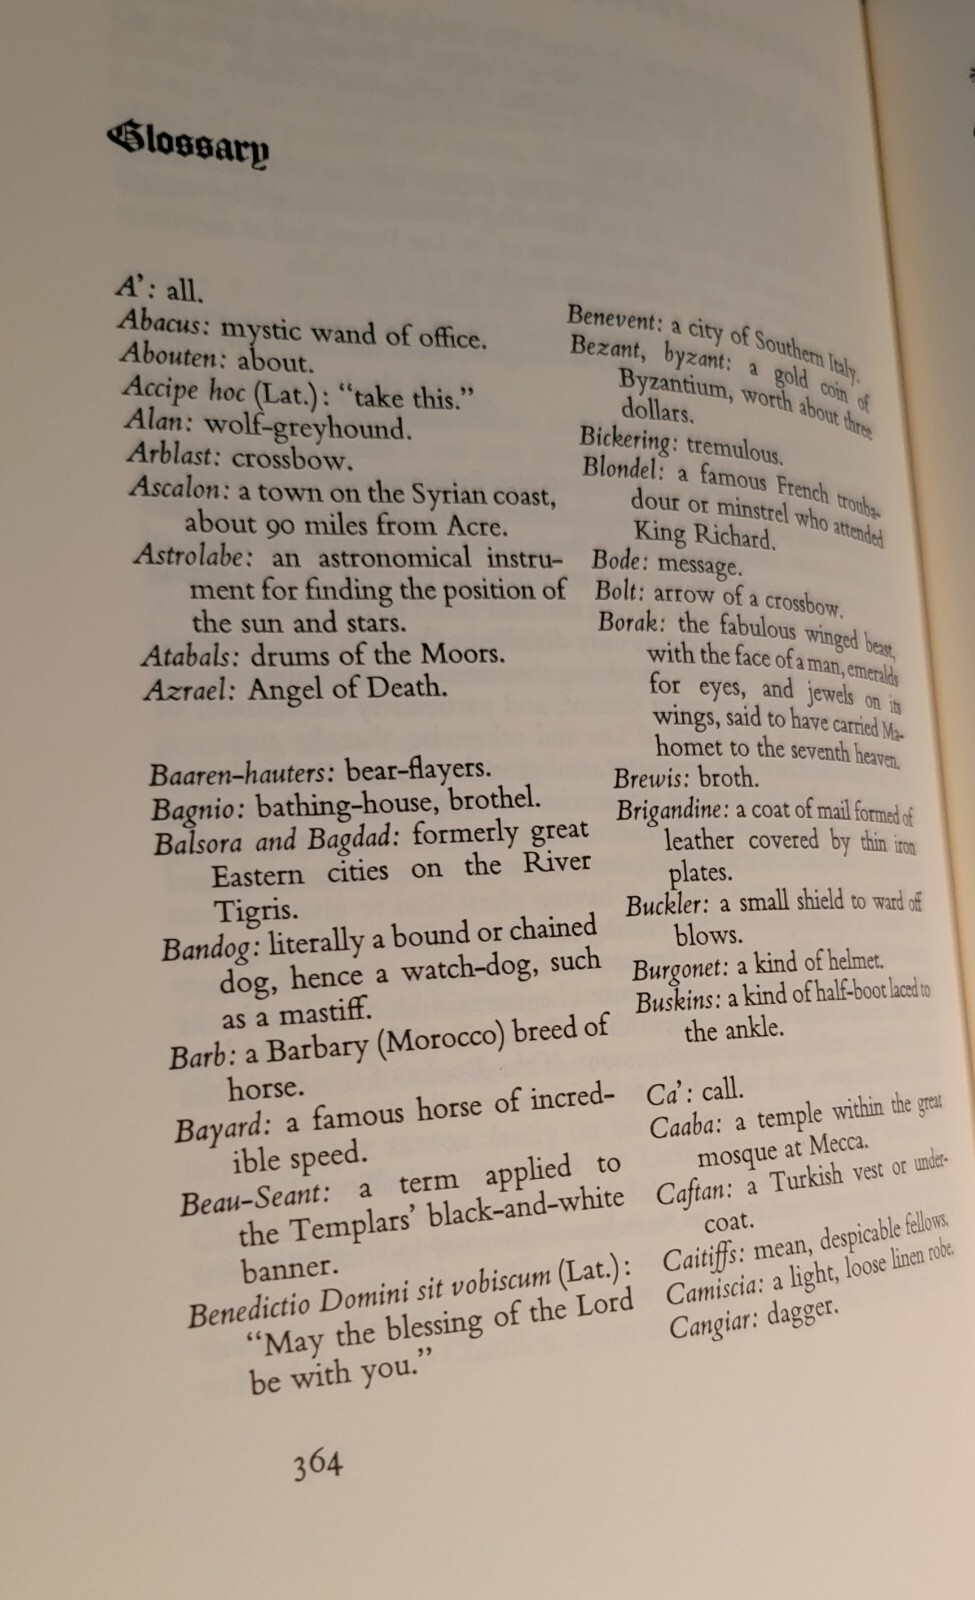 Glossary
A': all.
Abacus: mystic wand of office.
Abouten: about.
Accipe hoc (Lat.): “take this.”
Alan: wolf-greyhound.
Arblast: crossbow.
Ascalon: a town on the Syrian coast,
about 90 miles from Acre.
Astrolabe: an astronomical instru-
ment for finding the position of
the sun and stars.
Atabals: drums of the Moors.
Azrael: Angel of Death.
Baaren-hauters: bear-flayers.
Bagnio: bathing-house, brothel.
Balsora and Bagdad: formerly great
Eastern cities on the River
Tigris.
Bandog: literally a bound or chained
dog, hence a watch-dog, such
as a mastiff.
Barb: a Barbary (Morocco) breed of
horse.
Bayard: a famous horse of incred-
ible speed.
Beau-Seant: a term applied to
the Templars' black-and-white
banner.
Benedictio Domini sit vobiscum (Lat.):
“May the blessing of the Lord
be with you.”
Benevent: a city of Southern Italy.
Bezant, byzant: a gold coin of
Byzantium, worth about three
dollars.
Bickering: tremulous.
Blondel: a famous French trouba-
dour or minstrel who attended
King Richard.
Bode: message.
Bolt: arrow of a crossbow.
Borak: the fabulous winged beast,
with the face of a man, emeralds
for eyes, and jewels on its
wings, said to have carried Ma-
homet to the seventh heaven.
Brewis: broth.
Brigandine: a coat of mail formed of
leather covered by thin iron
plates.
Buckler: a small shield to ward off
blows.
Burgonet: a kind of helmet.
Buskins: a kind of half-boot laced to
the ankle.
Ca': call.
Caaba: a temple within the great
mosque at Mecca.
Caftan: a Turkish vest or under-
coat.
Caitiffs: mean, despicable fellows.
Camiscia: a light, loose linen robe.
Cangiar: dagger.
364